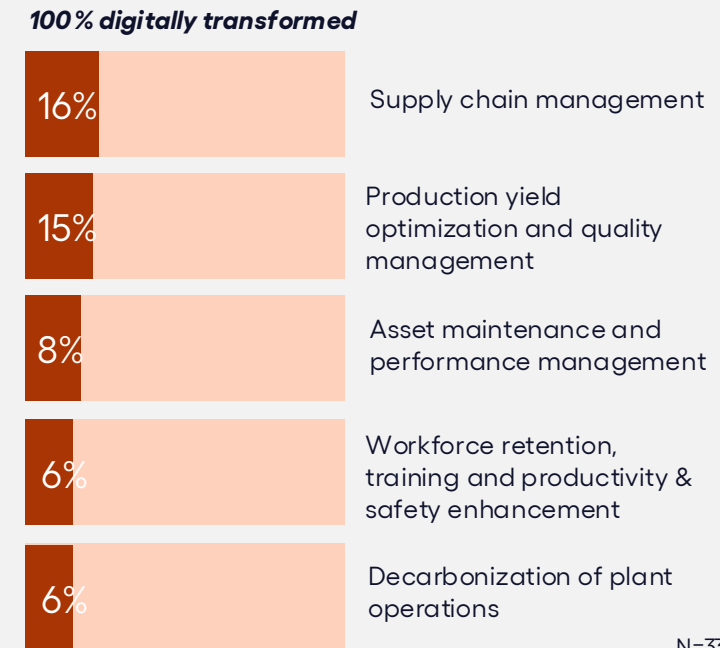 100% digitally transformed
16%
Supply chain management
15%
Production yield
optimization and quality
management
8%
Asset maintenance and
performance management
6%
Workforce retention,
training and productivity &
safety enhancement
6%
Decarbonization of plant
operations